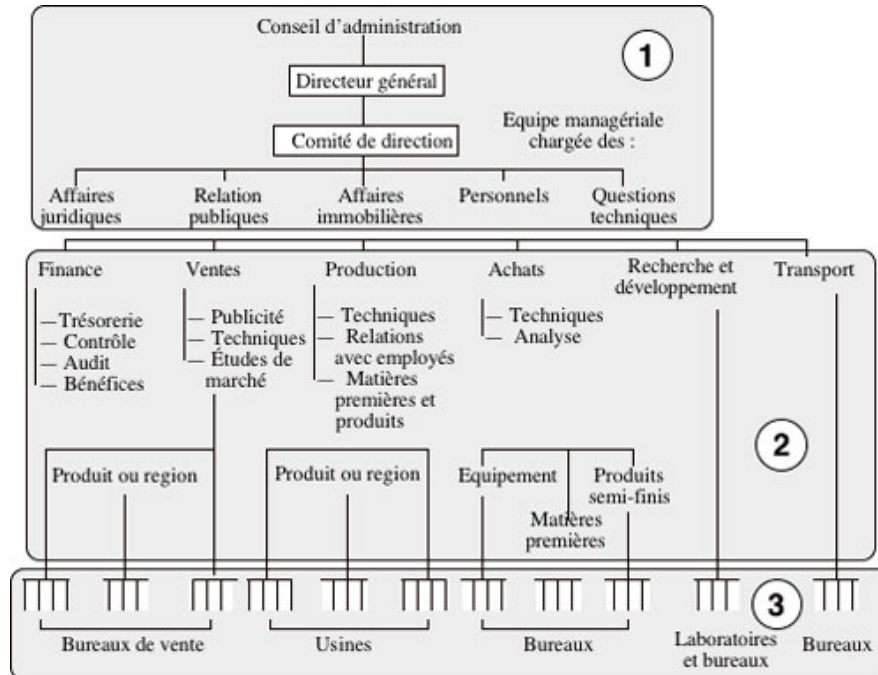 Conseil d'administration
1
Directeur général
Comité de direction
Equipe managériale
chargée des :
Affaires
juridiques
Relation
publiques
Affaires
immobilières
Personnels
Questions
techniques
Finance
— Trésorerie
— Contrôle
— Audit
— Bénéfices
Ventes
— Publicité
— Techniques
— Études de
marché
Production
— Techniques
— Relations
avec employés
— Matières
premières et
produits
Achats
— Techniques
— Analyse
Recherche et
développement
Transport
2
Produit ou region
Produit ou region
Equipement
Matières
premières
Produits
semi-finis
3
Bureaux de vente
Usines
Bureaux
Laboratoires
et bureaux
Bureaux